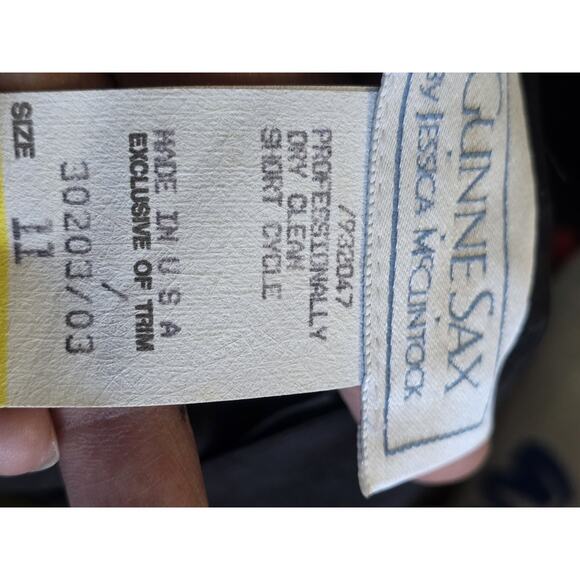 GUNNE SAX
BY JESSICA McCLINTOCK
/932047
PROFESSIONALLY
DRY CLEAN
SHORT CYCLE
/
MADE IN U S A
EXCLUSIVE OF TRIM
30203/03
SIZE 11